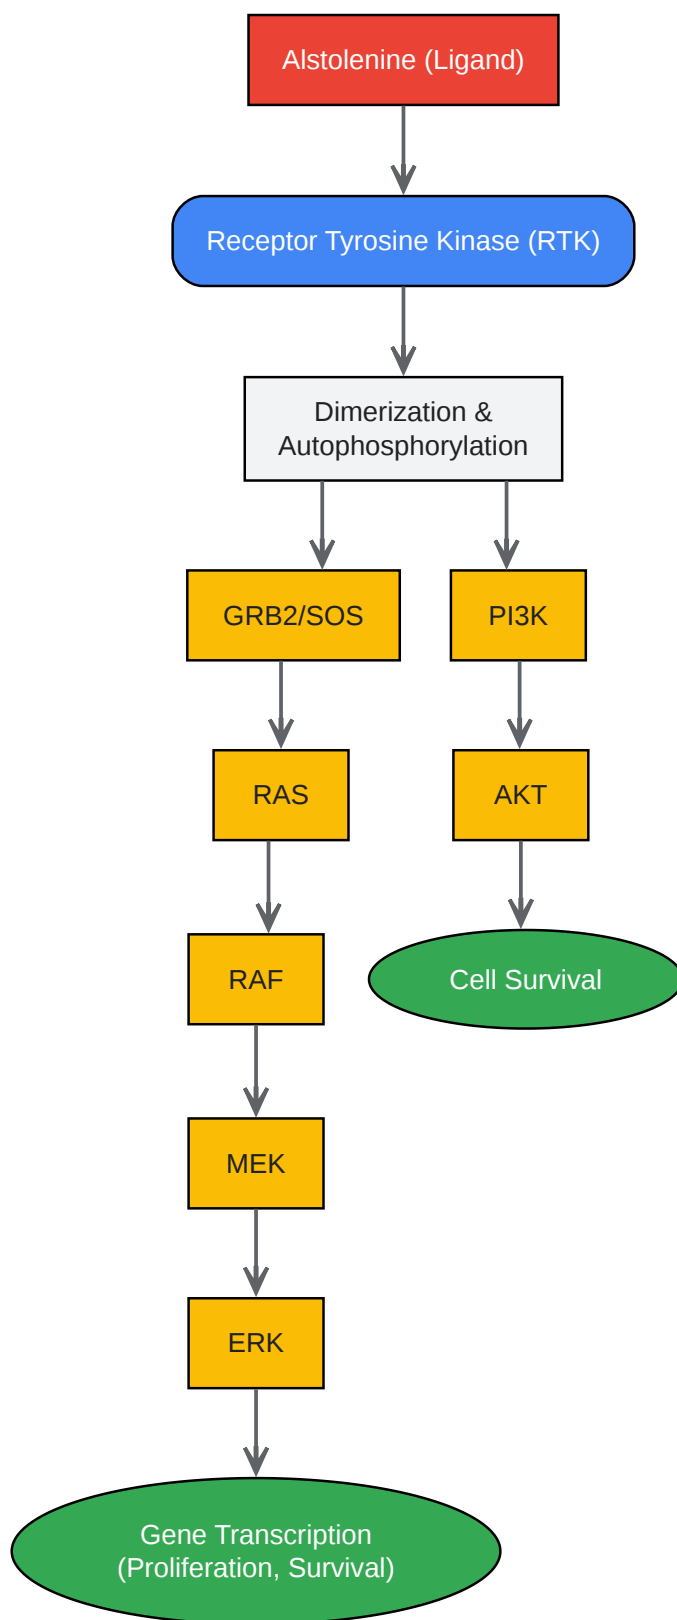 Alstolenine (Ligand)
Receptor Tyrosine Kinase (RTK)
Dimerization &
Autophosphorylation
GRB2/SOS
PI3K
RAS
AKT
RAF
Cell Survival
MEK
ERK
Gene Transcription
(Proliferation, Survival)